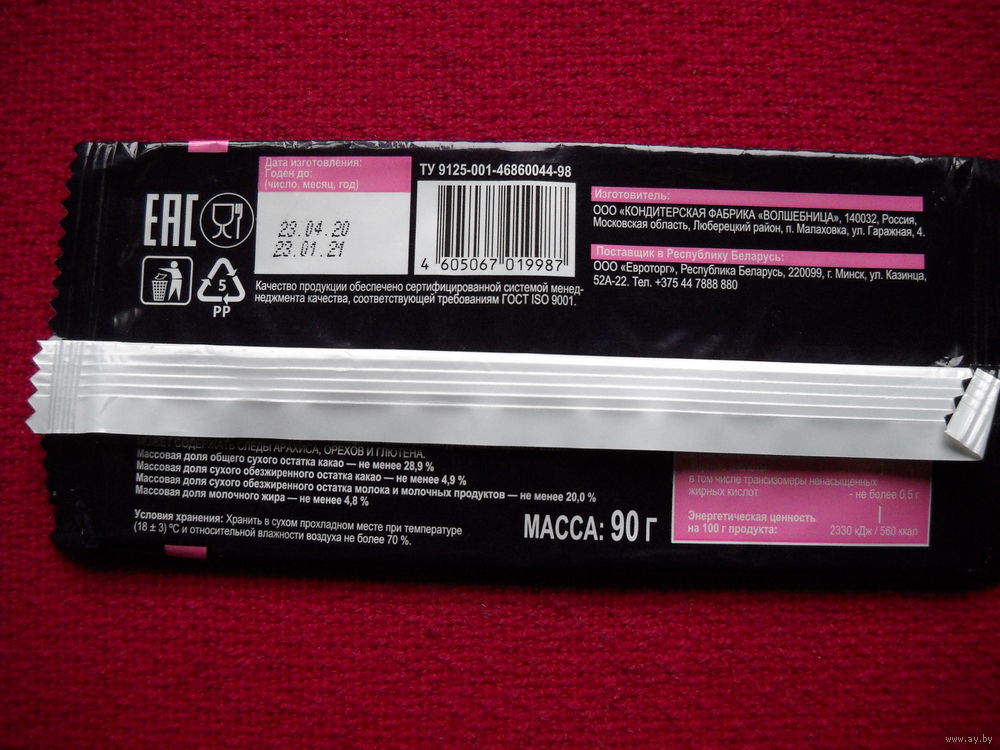 Дата изготовления:
Годен до:
(число, месяц, год)
23.04.20
23.01.21
EAC
5
PP
ТУ 9125-001-46860044-98
4 605067 019987
Качество продукции обеспечено сертифицированной системой менед-
неджмента качества, соответствующей требованиям ГОСТ ISO 9001.
Изготовитель:
ООО «КОНДИТЕРСКАЯ ФАБРИКА «ВОЛШЕБНИЦА», 140032, Россия,
Московская область, Люберецкий район, п. Малаховка, ул. Гаражная, 4.
Поставщик в Республику Беларусь:
ООО «Евроторг», Республика Беларусь, 220099, г. Минск, ул. Казинца,
52А-22. Тел. +375 44 7888 880
МОЖЕТ СОДЕРЖАТЬ СЛЕДЫ АРАХИСА, ОРЕХОВ И ГЛЮТЕНА.
Массовая доля общего сухого остатка какао — не менее 28,9 %
Массовая доля сухого обезжиренного остатка какао — не менее 4,9 %
Массовая доля сухого обезжиренного остатка молока и молочных продуктов — не менее 20,0 %
Массовая доля молочного жира — не менее 4,8 %
Условия хранения: Хранить в сухом прохладном месте при температуре
(18 ± 3) °С и относительной влажности воздуха не более 70 %.
МАССА: 90 г
в том числе трансизомеры ненасыщенных
жирных кислот - не более 0,5 г
Энергетическая ценность
на 100 г продукта: 2330 кДж / 560 ккал
www.ay.by